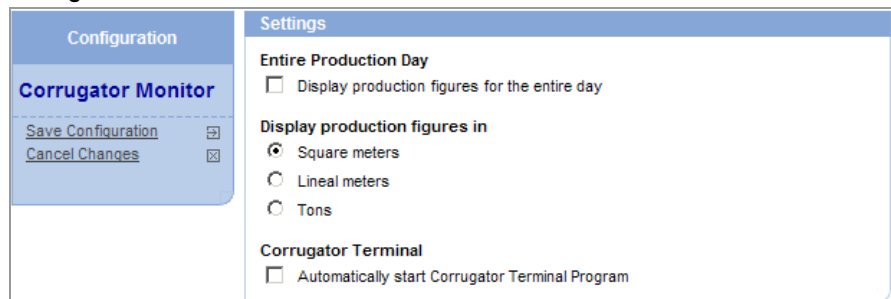 Configuration
Corrugator Monitor
Save Configuration
Cancel Changes
Settings
Entire Production Day
Display production figures for the entire day
Display production figures in
Square meters
Lineal meters
Tons
Corrugator Terminal
Automatically start Corrugator Terminal Program